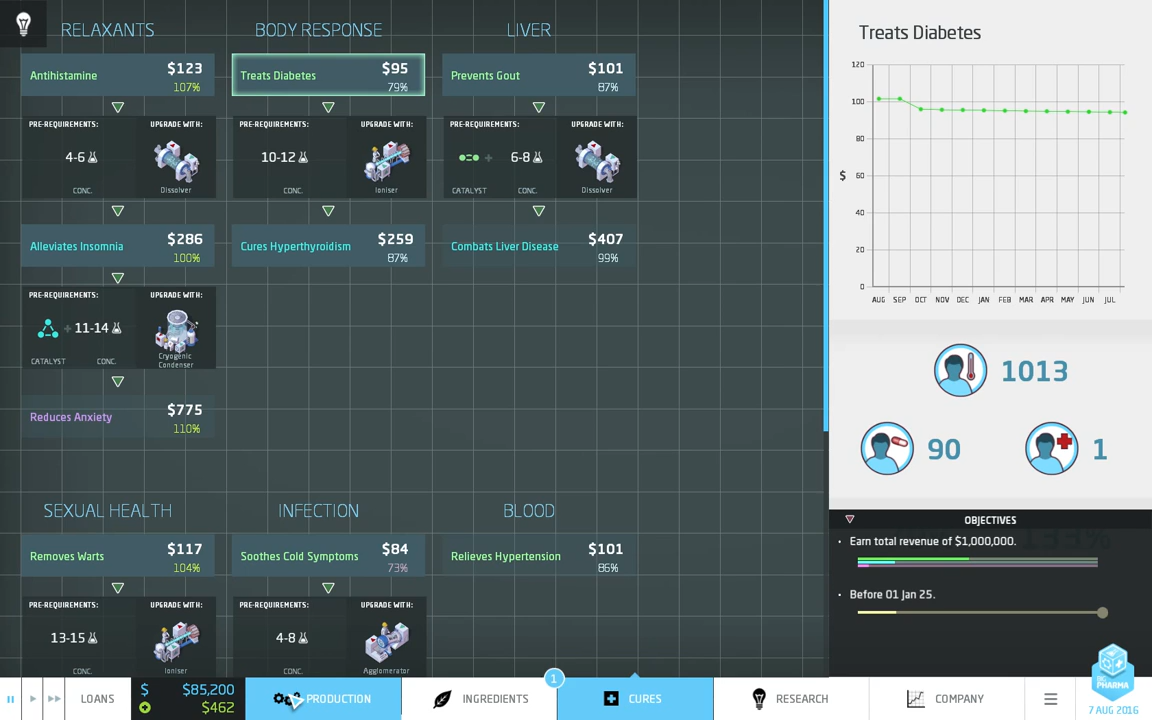 RELAXANTS
BODY RESPONSE
LIVER
Antihistamine $123 107%
Treats Diabetes $95 79%
Prevents Gout $101 87%
PRE-REQUIREMENTS: UPGRADE WITH:
4-6
CONC. Dissolver
PRE-REQUIREMENTS: UPGRADE WITH:
10-12
CONC. Ioniser
PRE-REQUIREMENTS: UPGRADE WITH:
+ 6-8
CATALYST CONC. Dissolver
Alleviates Insomnia $286 100%
Cures Hyperthyroidism $259 87%
Combats Liver Disease $407 99%
PRE-REQUIREMENTS: UPGRADE WITH:
+ 11-14
CATALYST CONC. Cryogenic Condenser
Reduces Anxiety $775 110%
SEXUAL HEALTH
INFECTION
BLOOD
Removes Warts $117 104%
Soothes Cold Symptoms $84 73%
Relieves Hypertension $101 86%
PRE-REQUIREMENTS: UPGRADE WITH:
13-15
CONC. Ioniser
PRE-REQUIREMENTS: UPGRADE WITH:
4-8
CONC. Agglomerator
Treats Diabetes
120
100
80
$ 60
40
20
0
AUG SEP OCT NOV DEC JAN FEB MAR APR MAY JUN JUL
1013
90 1
OBJECTIVES
• Earn total revenue of $1,000,000.
• Before 01 Jan 25.
LOANS
$ $85,200
$462
PRODUCTION
INGREDIENTS
1
CURES
RESEARCH
COMPANY
BIG PHARMA
7 AUG 2016